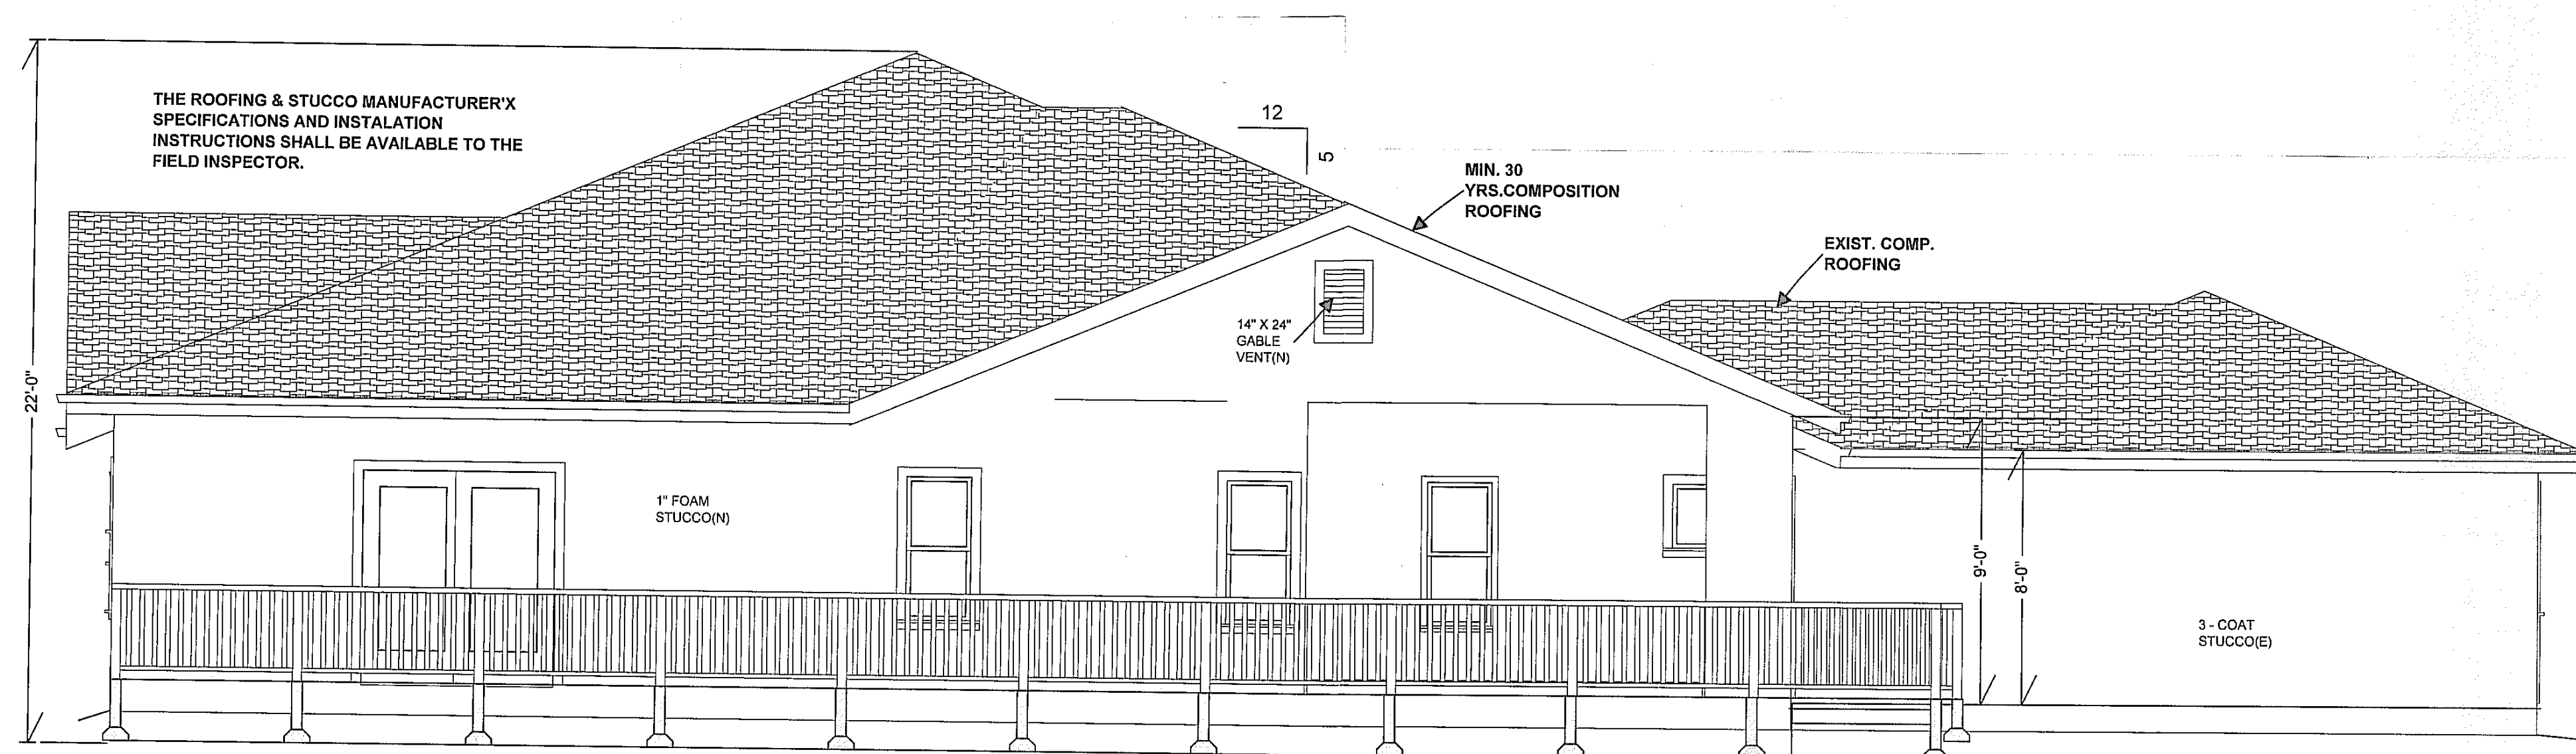 THE ROOFING & STUCCO MANUFACTURER'X
SPECIFICATIONS AND INSTALATION
INSTRUCTIONS SHALL BE AVAILABLE TO THE
FIELD INSPECTOR.
12
5
MIN. 30
YRS.COMPOSITION
ROOFING
EXIST. COMP.
ROOFING
14" X 24"
GABLE
VENT(N)
22'-0"
1" FOAM
STUCCO(N)
9'-0"
8'-0"
3 - COAT
STUCCO(E)